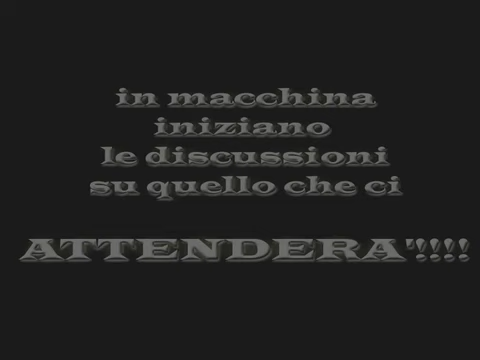 in macchina
iniziano
le discussioni
su quello che ci
ATTENDERA'!!!!